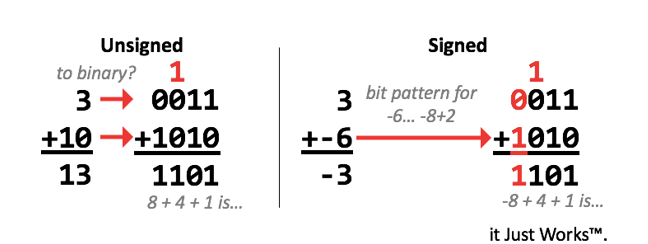 Unsigned
to binary? 1
3 0011
+10 +1010
13 1101
8 + 4 + 1 is...
Signed
1
3 bit pattern for 0011
+-6 -6... -8+2 +1010
-3 1101
-8 + 4 + 1 is...
it Just Works™.